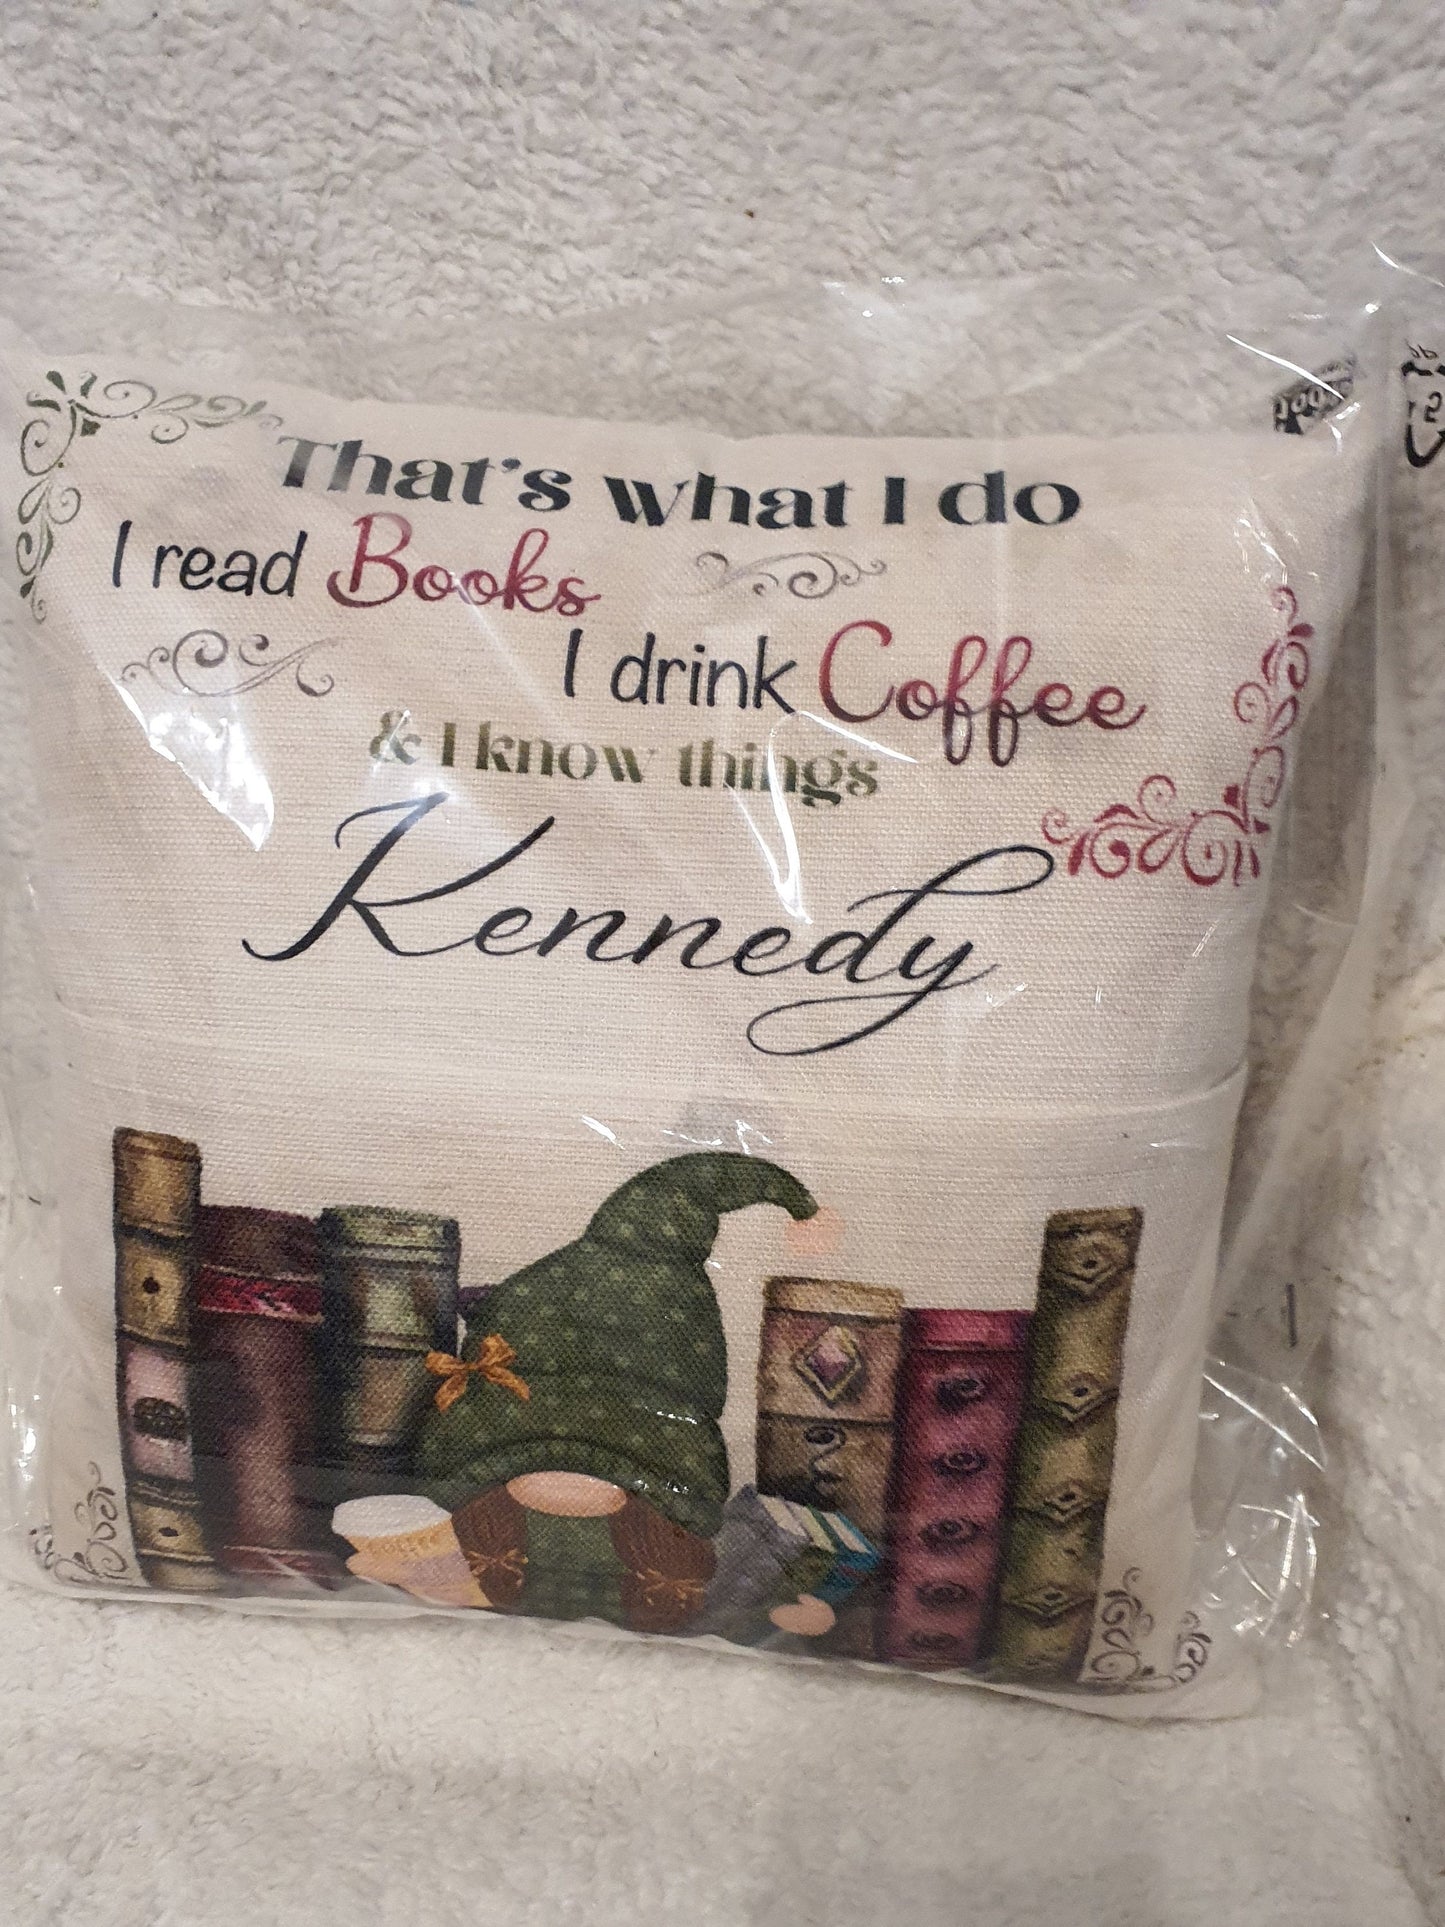 That's what I do
I read Books
I drink Coffee
& I know things
Kennedy